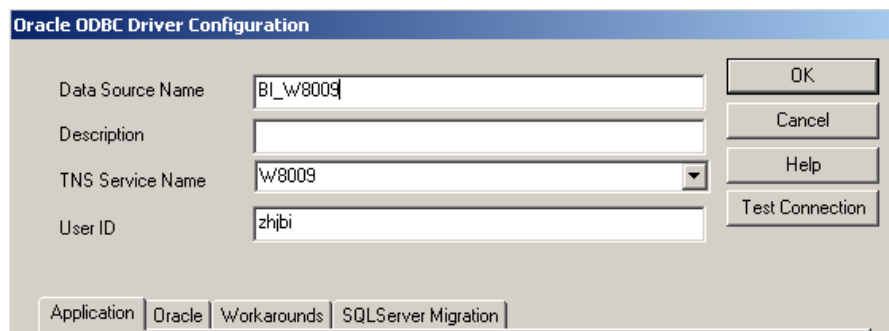 Oracle ODBC Driver Configuration
Data Source Name BI_W8009 OK
Description Cancel
TNS Service Name W8009 Help
User ID zhjbi Test Connection
Application Oracle Workarounds SQLServer Migration